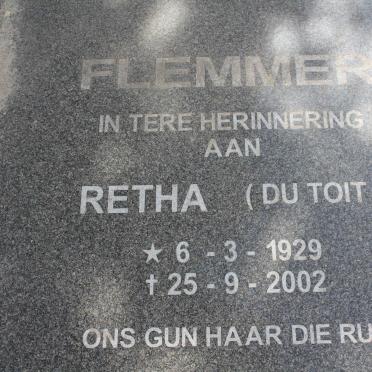 FLEMMER
IN TERE HERINNERING
AAN
RETHA (DU TOIT
★ 6 - 3 - 1929
† 25 - 9 - 2002
ONS GUN HAAR DIE RU